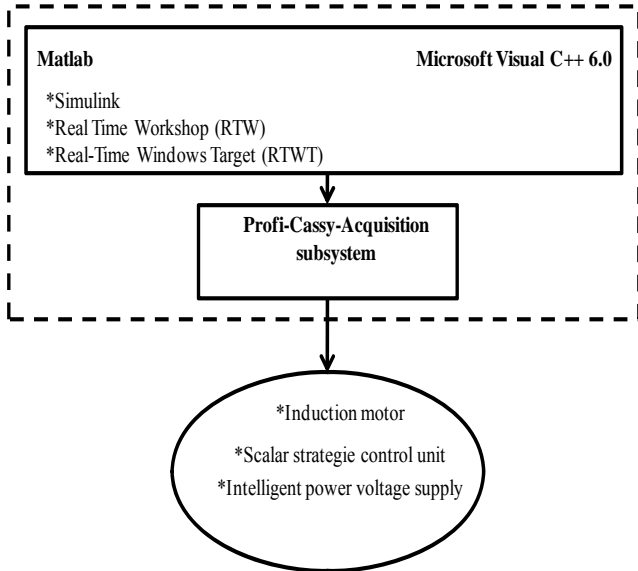 Matlab Microsoft Visual C++ 6.0
*Simulink
*Real Time Workshop (RTW)
*Real-Time Windows Target (RTWT)
Profi-Cassy-Acquisition
subsystem
*Induction motor
*Scalar strategie control unit
*Intelligent power voltage supply